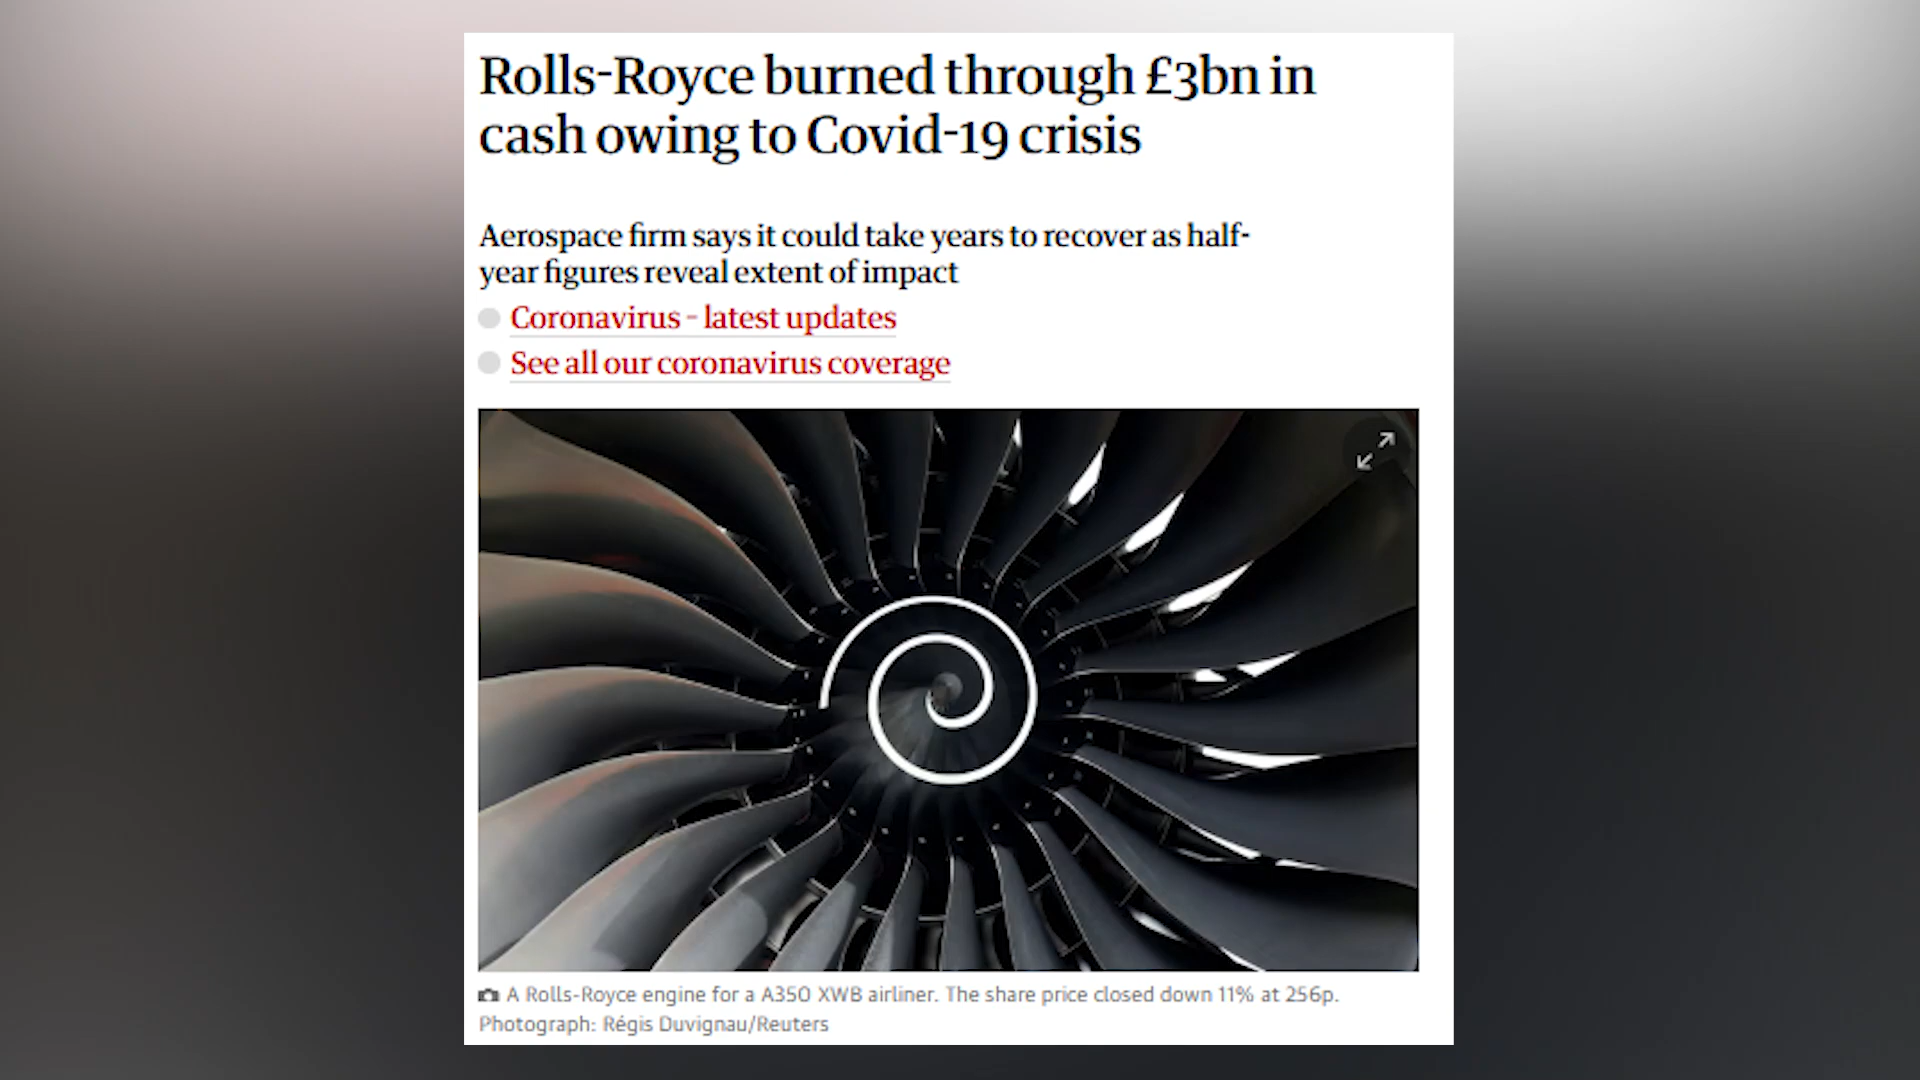 Rolls-Royce burned through £3bn in
cash owing to Covid-19 crisis
Aerospace firm says it could take years to recover as half-
year figures reveal extent of impact
Coronavirus - latest updates
See all our coronavirus coverage
A Rolls-Royce engine for a A350 XWB airliner. The share price closed down 11% at 256p.
Photograph: Régis Duvignau/Reuters